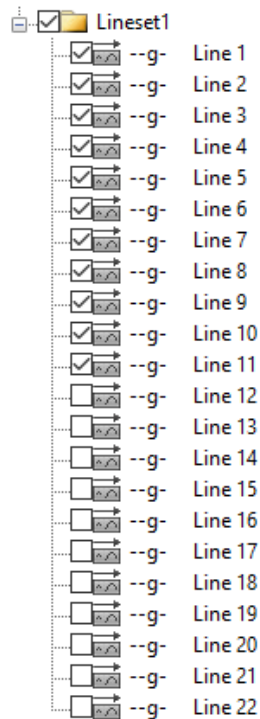 Lineset1
--g- Line 1
--g- Line 2
--g- Line 3
--g- Line 4
--g- Line 5
--g- Line 6
--g- Line 7
--g- Line 8
--g- Line 9
--g- Line 10
--g- Line 11
--g- Line 12
--g- Line 13
--g- Line 14
--g- Line 15
--g- Line 16
--g- Line 17
--g- Line 18
--g- Line 19
--g- Line 20
--g- Line 21
--g- Line 22